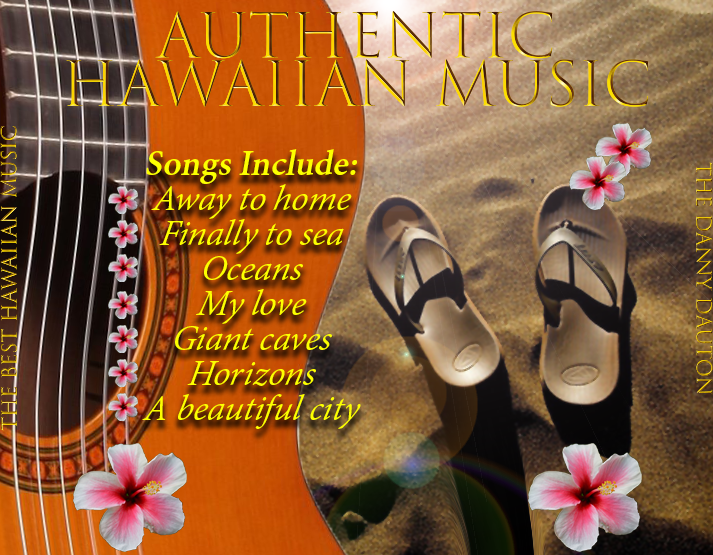 AUTHENTIC
HAWAIIAN MUSIC
Songs Include:
Away to home
Finally to sea
Oceans
My love
Giant caves
Horizons
A beautiful city
THE BEST HAWAIIAN MUSIC
THE DANNY DAUTON